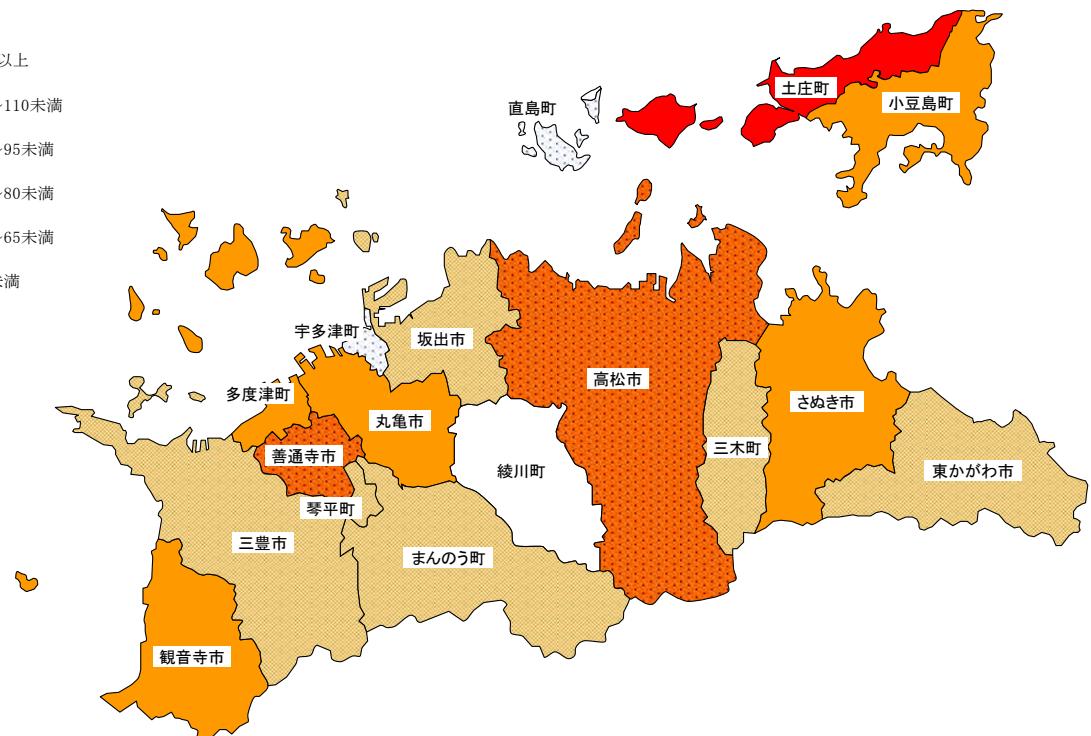 以上
~110未満
~95未満
~80未満
~65未満
未満
土庄町
小豆島町
直島町
宇多津町
坂出市
高松市
多度津町
丸亀市
さぬき市
善通寺市
綾川町
三木町
東かがわ市
琴平町
三豊市
まんのう町
観音寺市